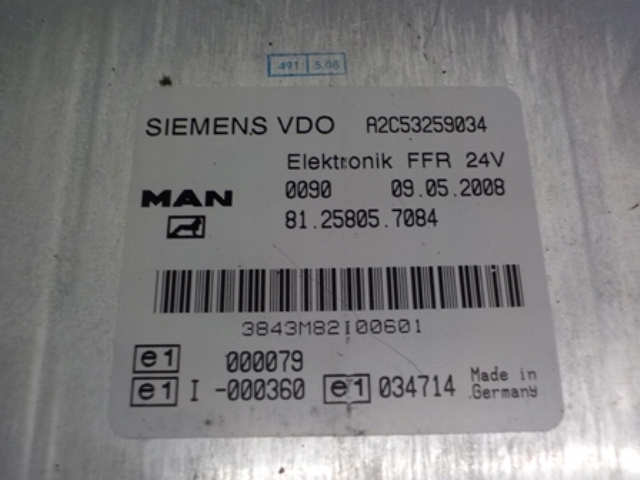 491 5.08
SIEMENS VDO A2C53259034
Elektronik FFR 24V
MAN 0090 09.05.2008
81.25805.7084
3843M82I00601
e1 000079
e1 I -000360 e1 034714 Made in
Germany